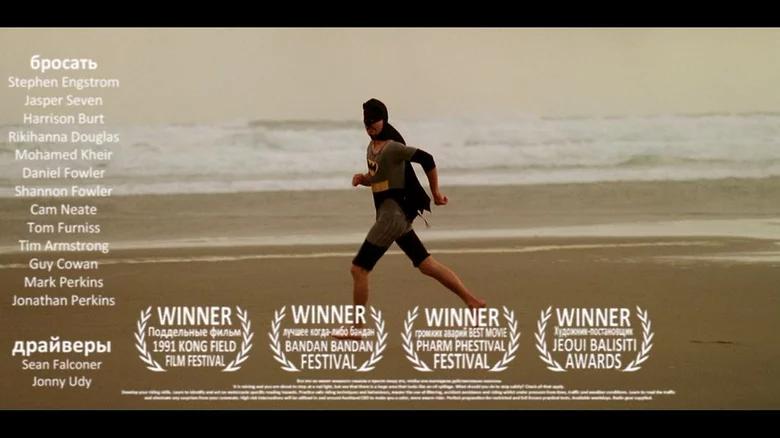 бросать
Stephen Engstrom
Jasper Seven
Harrison Burt
Rikihanna Douglas
Mohamed Kheir
Daniel Fowler
Shannon Fowler
Cam Neate
Tom Furniss
Tim Armstrong
Guy Cowan
Mark Perkins
Jonathan Perkins
драйверы
Sean Falconer
Jonny Udy
WINNER
Поддельные фильм
1991 KONG FIELD
FILM FESTIVAL
WINNER
лучшее когда-либо бандан
BANDAN BANDAN
FESTIVAL
WINNER
громких аварий BEST MOVIE
PHARM PHESTIVAL
FESTIVAL
WINNER
Художник-постановщик
JEOUI BALISITI
AWARDS